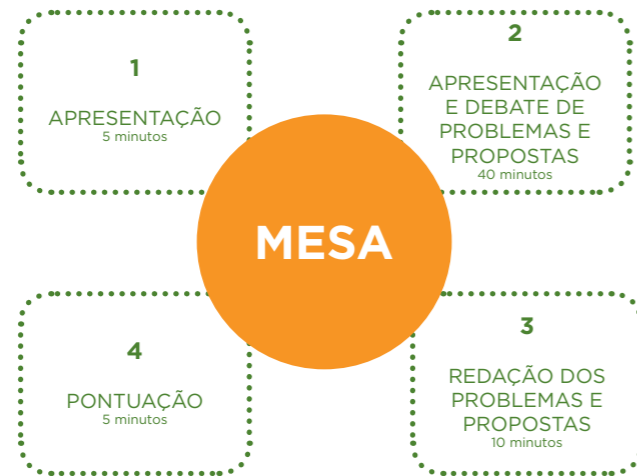 1
APRESENTAÇÃO
5 minutos
2
APRESENTAÇÃO
E DEBATE DE
PROBLEMAS E
PROPOSTAS
40 minutos
MESA
3
REDAÇÃO DOS
PROBLEMAS E
PROPOSTAS
10 minutos
4
PONTUAÇÃO
5 minutos